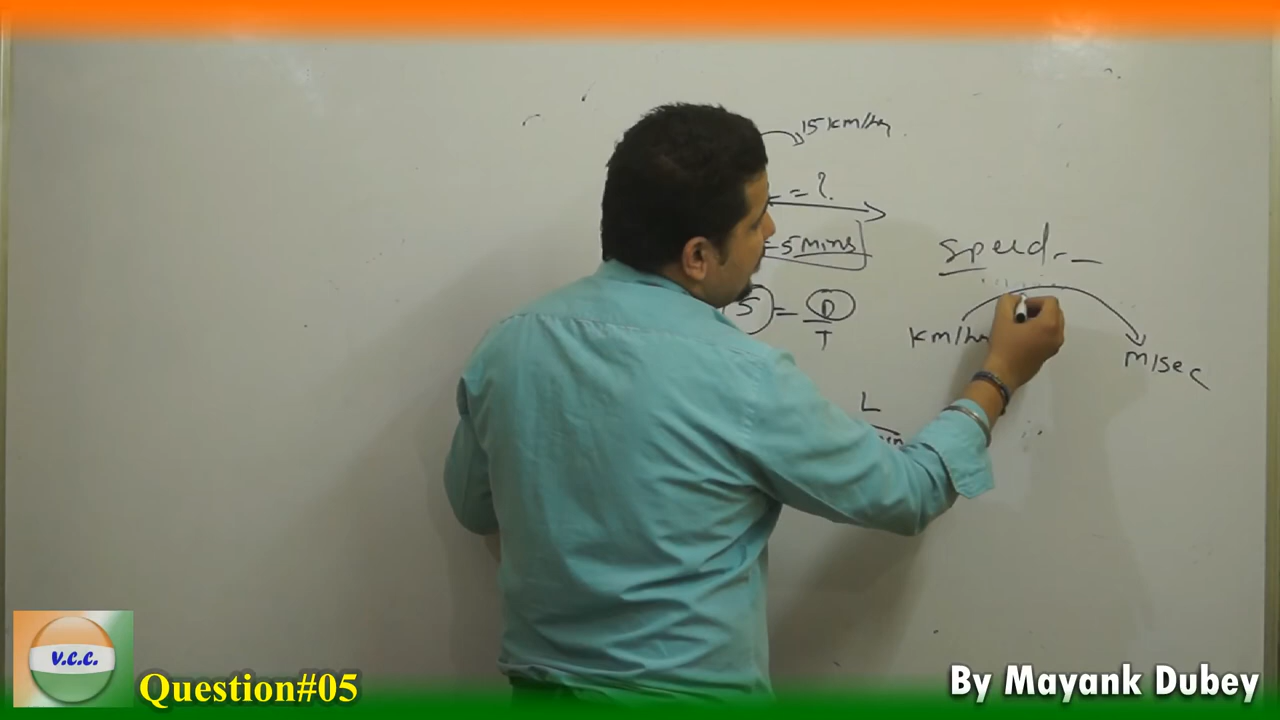 15 km/hr
= ?
= 5 mins
S = D
T
speed
km/hr
m/sec
L
V.C.C.
Question#05
By Mayank Dubey